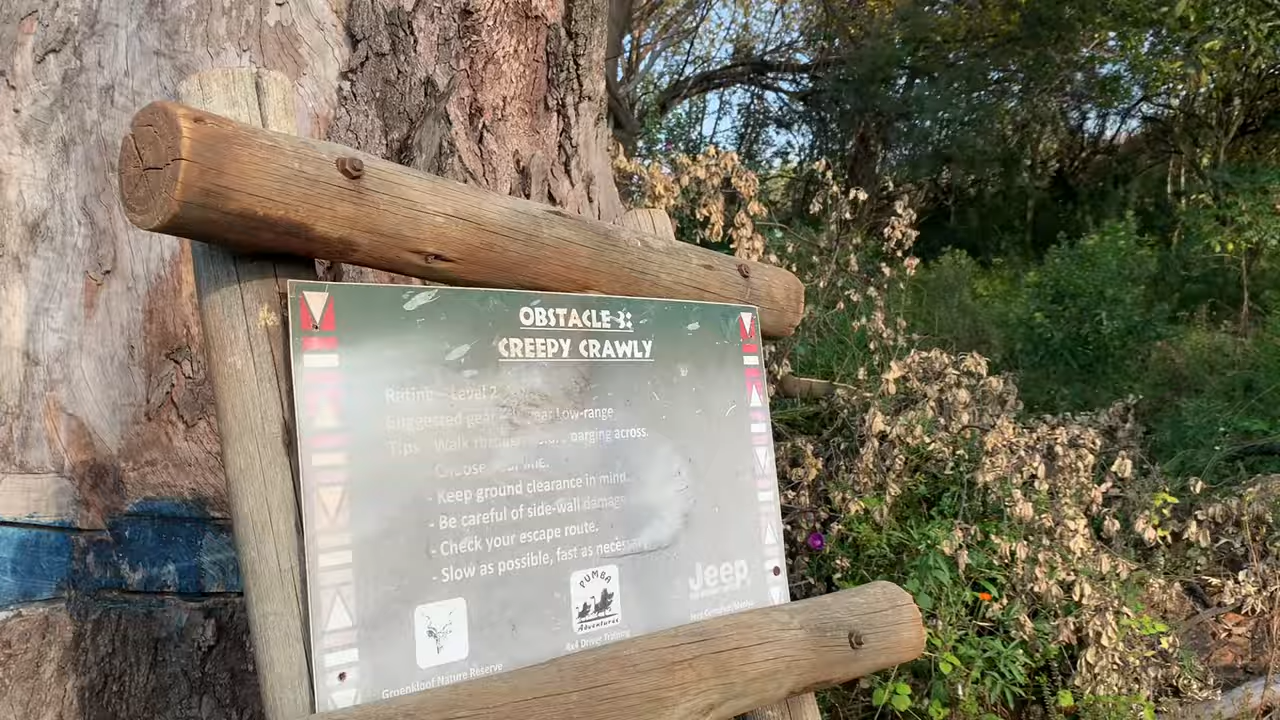 OBSTACLE 3:
CREEPY CRAWLY
Rating – Level 2
Suggested gear Low-range
Tips Walk barging across.
Choose your line.
- Keep ground clearance in mind.
- Be careful of side-wall damage
- Check your escape route.
- Slow as possible, fast as necessary
PUMBA
Adventures
Jeep
4x4 Driver Training
Groenkloof Nature Reserve